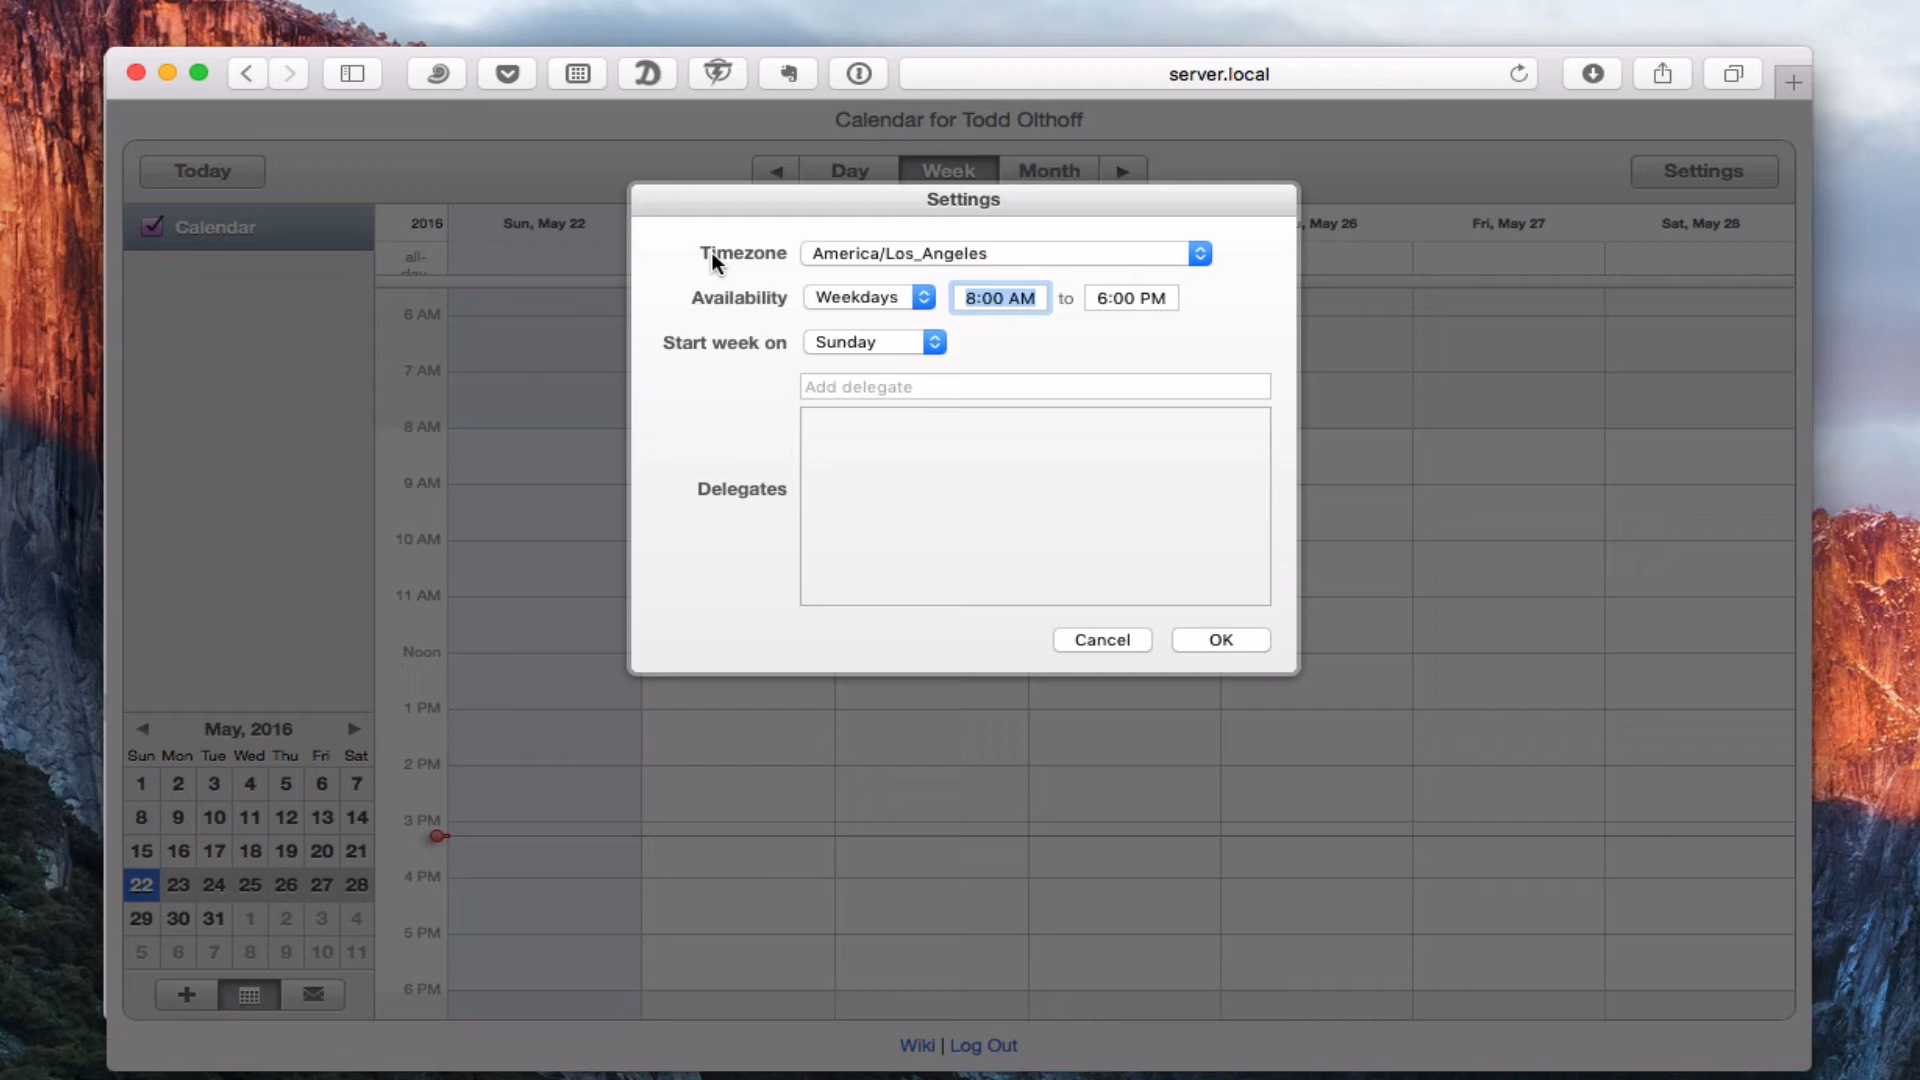 server.local
Calendar for Todd Olthoff
Today
Day
Week
Month
Settings
Calendar
2016
Sun, May 22
, May 26
Fri, May 27
Sat, May 28
all-
day
Settings
Timezone
America/Los_Angeles
Availability
Weekdays
8:00 AM
to
6:00 PM
Start week on
Sunday
Add delegate
Delegates
Cancel
OK
6 AM
7 AM
8 AM
9 AM
10 AM
11 AM
Noon
1 PM
2 PM
3 PM
4 PM
5 PM
6 PM
May, 2016
Sun Mon Tue Wed Thu Fri Sat
1 2 3 4 5 6 7
8 9 10 11 12 13 14
15 16 17 18 19 20 21
22 23 24 25 26 27 28
29 30 31 1 2 3 4
5 6 7 8 9 10 11
Wiki | Log Out